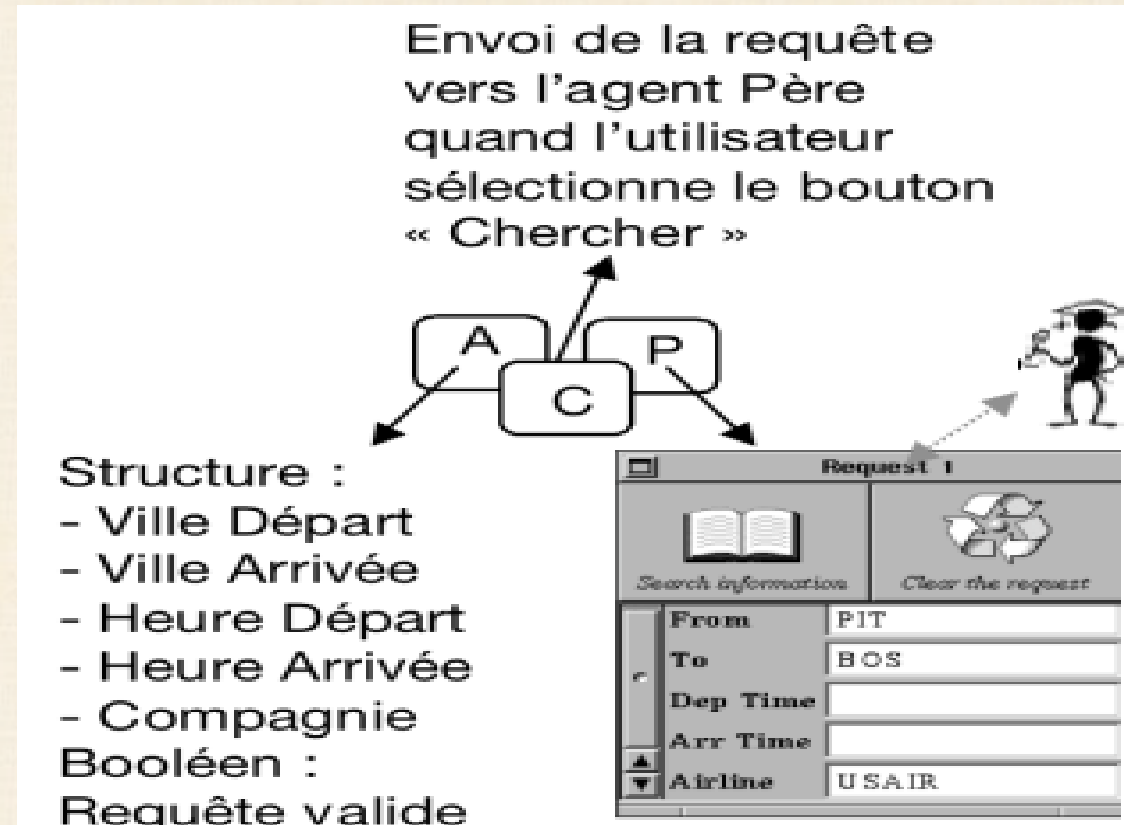 Envoi de la requête
vers l'agent Père
quand l'utilisateur
sélectionne le bouton
« Chercher »
A
P
C
Structure :
- Ville Départ
- Ville Arrivée
- Heure Départ
- Heure Arrivée
- Compagnie
Booléen :
Requête valide
Request 1
Search information
Clear the request
From PIT
To BOS
Dep Time
Arr Time
Airline USAIR